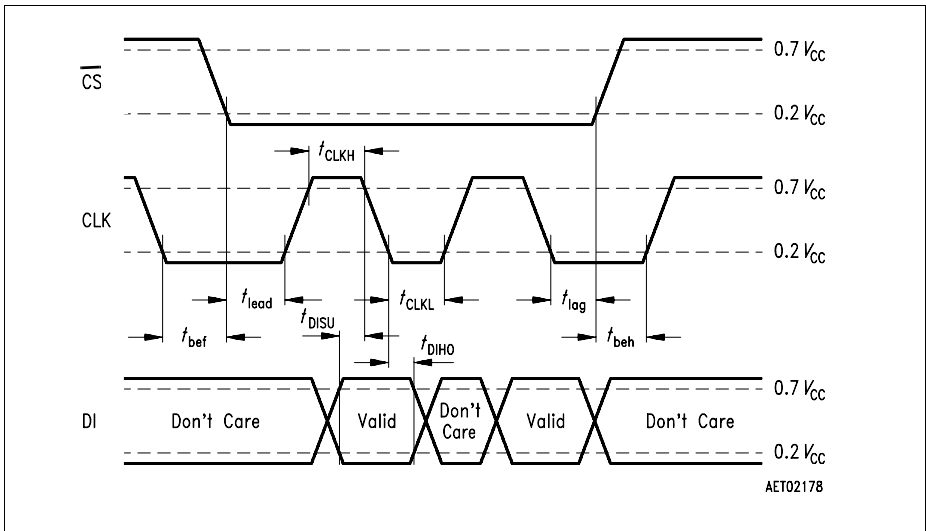 0.7 VCC
CS
0.2 VCC
tCLKH
0.7 VCC
CLK
0.2 VCC
tlead
tCLKL
tlag
tDISU
tbef
tDIHO
tbeh
0.7 VCC
DI
Don't Care
Valid
Don't
Care
Valid
Don't Care
0.2 VCC
AET02178